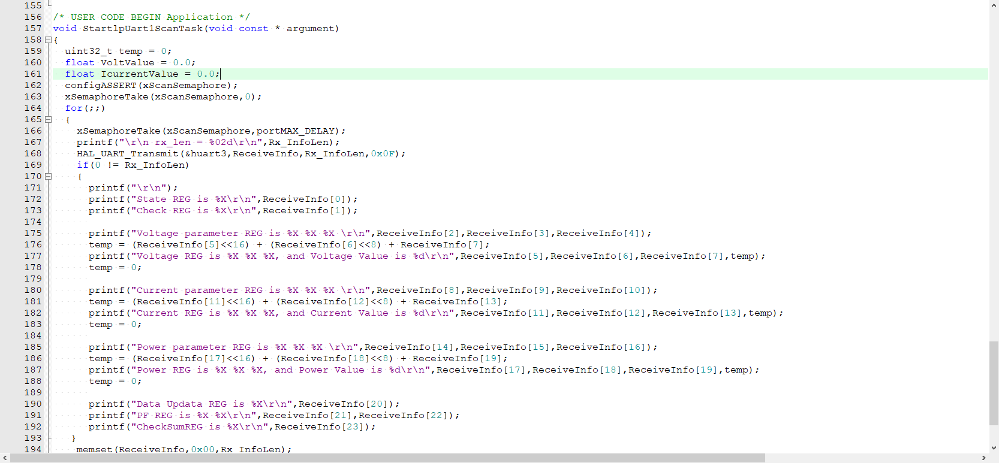 155
156 /* USER CODE BEGIN Application */
157 void StartlpUart1ScanTask(void const * argument)
158 {
159 uint32_t temp = 0;
160 float VoltValue = 0.0;
161 float IcurrentValue = 0.0;
162 configASSERT(xScanSemaphore);
163 xSemaphoreTake(xScanSemaphore,0);
164 for(;;)
165 {
166 xSemaphoreTake(xScanSemaphore,portMAX_DELAY);
167 printf("\r\n rx_len = %02d\r\n",Rx_InfoLen);
168 HAL_UART_Transmit(&huart3,ReceiveInfo,Rx_InfoLen,0x0F);
169 if(0 != Rx_InfoLen)
170 {
171 printf("\r\n");
172 printf("State REG is %X\r\n",ReceiveInfo[0]);
173 printf("Check REG is %X\r\n",ReceiveInfo[1]);
174
175 printf("Voltage parameter REG is %X %X %X \r\n",ReceiveInfo[2],ReceiveInfo[3],ReceiveInfo[4]);
176 temp = (ReceiveInfo[5]<<16) + (ReceiveInfo[6]<<8) + ReceiveInfo[7];
177 printf("Voltage REG is %X %X %X, and Voltage Value is %d\r\n",ReceiveInfo[5],ReceiveInfo[6],ReceiveInfo[7],temp);
178 temp = 0;
179
180 printf("Current parameter REG is %X %X %X \r\n",ReceiveInfo[8],ReceiveInfo[9],ReceiveInfo[10]);
181 temp = (ReceiveInfo[11]<<16) + (ReceiveInfo[12]<<8) + ReceiveInfo[13];
182 printf("Current REG is %X %X %X, and Current Value is %d\r\n",ReceiveInfo[11],ReceiveInfo[12],ReceiveInfo[13],temp);
183 temp = 0;
184
185 printf("Power parameter REG is %X %X %X \r\n",ReceiveInfo[14],ReceiveInfo[15],ReceiveInfo[16]);
186 temp = (ReceiveInfo[17]<<16) + (ReceiveInfo[18]<<8) + ReceiveInfo[19];
187 printf("Power REG is %X %X %X, and Power Value is %d\r\n",ReceiveInfo[17],ReceiveInfo[18],ReceiveInfo[19],temp);
188 temp = 0;
189
190 printf("Data Updata REG is %X\r\n",ReceiveInfo[20]);
191 printf("PF REG is %X %X\r\n",ReceiveInfo[21],ReceiveInfo[22]);
192 printf("CheckSumREG is %X\r\n",ReceiveInfo[23]);
193 }
194 memset(ReceiveInfo,0x00,Rx_InfoLen);